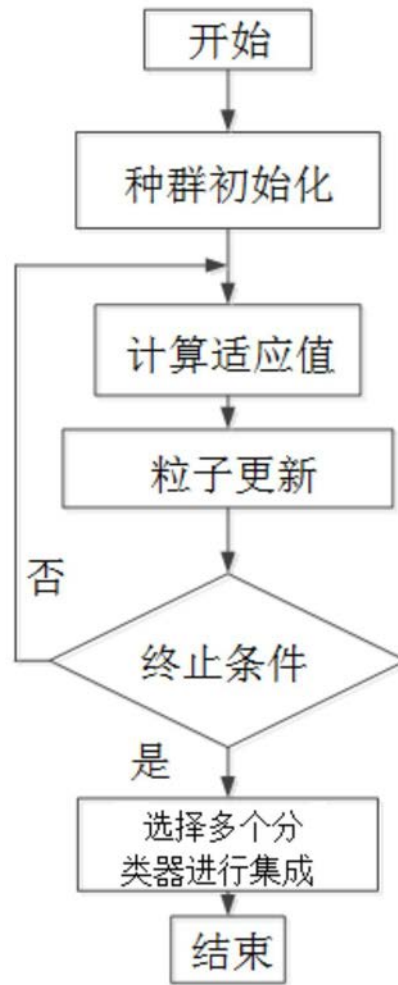 开始
种群初始化
计算适应值
粒子更新
否
终止条件
是
选择多个分
类器进行集成
结束